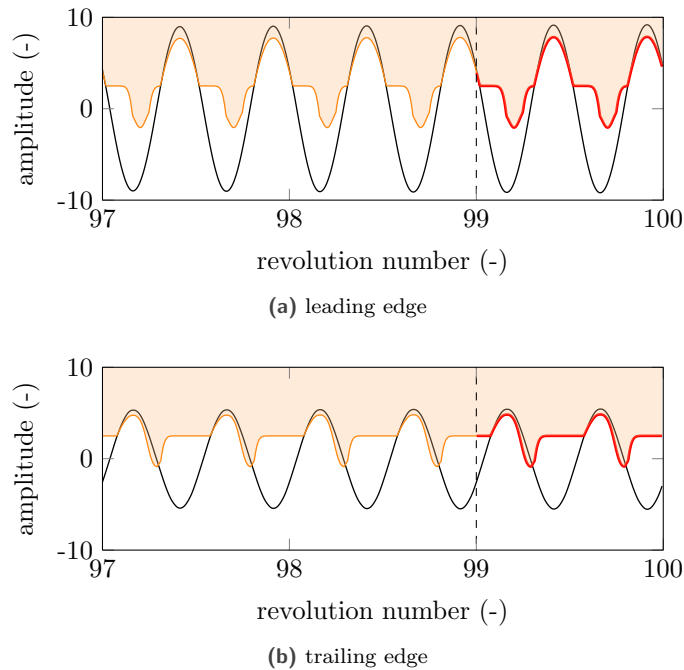 10
0
-10
amplitude (-)
97 98 99 100
revolution number (-)
(a) leading edge
10
0
-10
amplitude (-)
97 98 99 100
revolution number (-)
(b) trailing edge